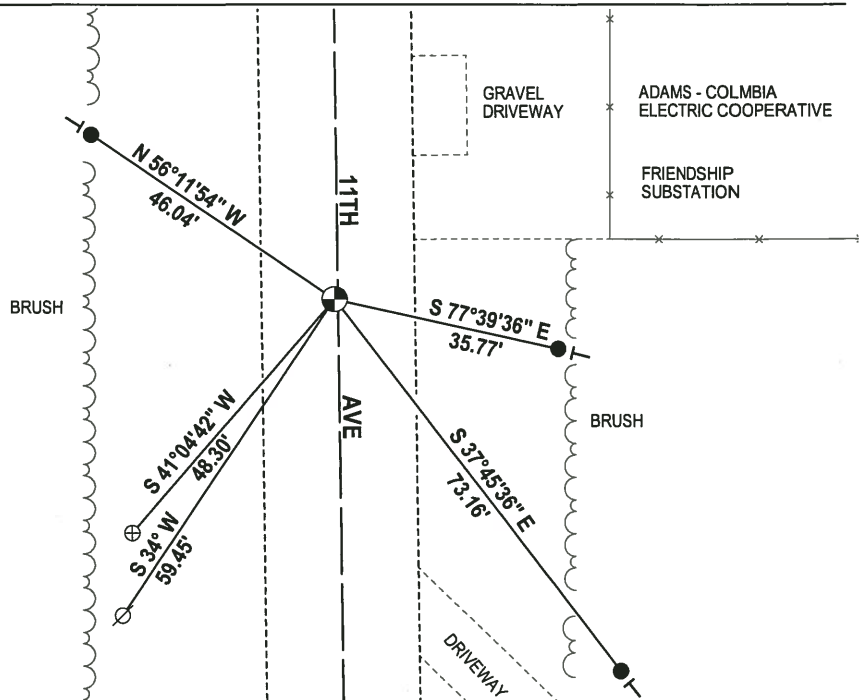 GRAVEL
DRIVEWAY
ADAMS - COLMBIA
ELECTRIC COOPERATIVE
FRIENDSHIP
SUBSTATION
N 56°11'54" W
46.04'
11TH
BRUSH
S 77°39'36" E
35.77'
AVE
BRUSH
S 41°04'42" W
48.30'
S 37°45'36" E
73.16'
S 34° W
59.45'
DRIVEWAY